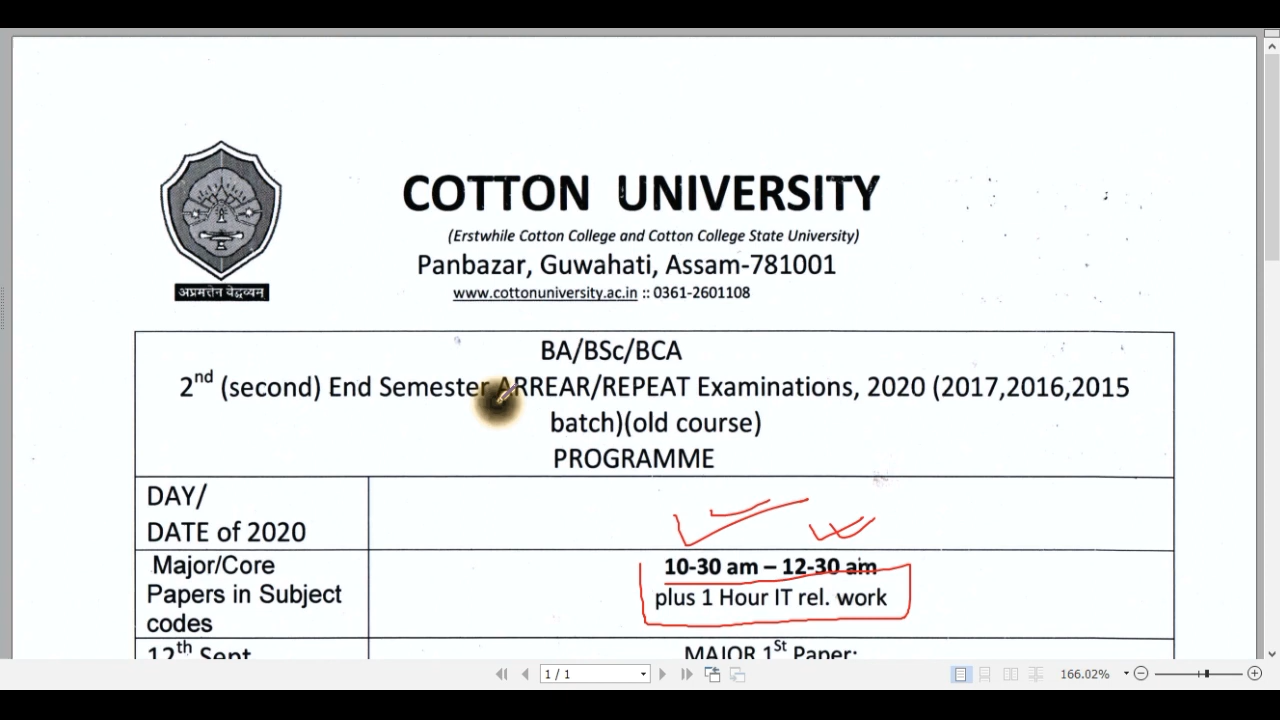 COTTON UNIVERSITY
(Erstwhile Cotton College and Cotton College State University)
Panbazar, Guwahati, Assam-781001
www.cottonuniversity.ac.in :: 0361-2601108
अप्रमत्तेन वेद्धव्यम्
BA/BSc/BCA
2nd (second) End Semester ARREAR/REPEAT Examinations, 2020 (2017,2016,2015
batch)(old course)
PROGRAMME
DAY/
DATE of 2020
Major/Core
Papers in Subject
codes
10-30 am – 12-30 am
plus 1 Hour IT rel. work
12th Sept
MAJOR 1St Paper:
1 / 1
166.02%